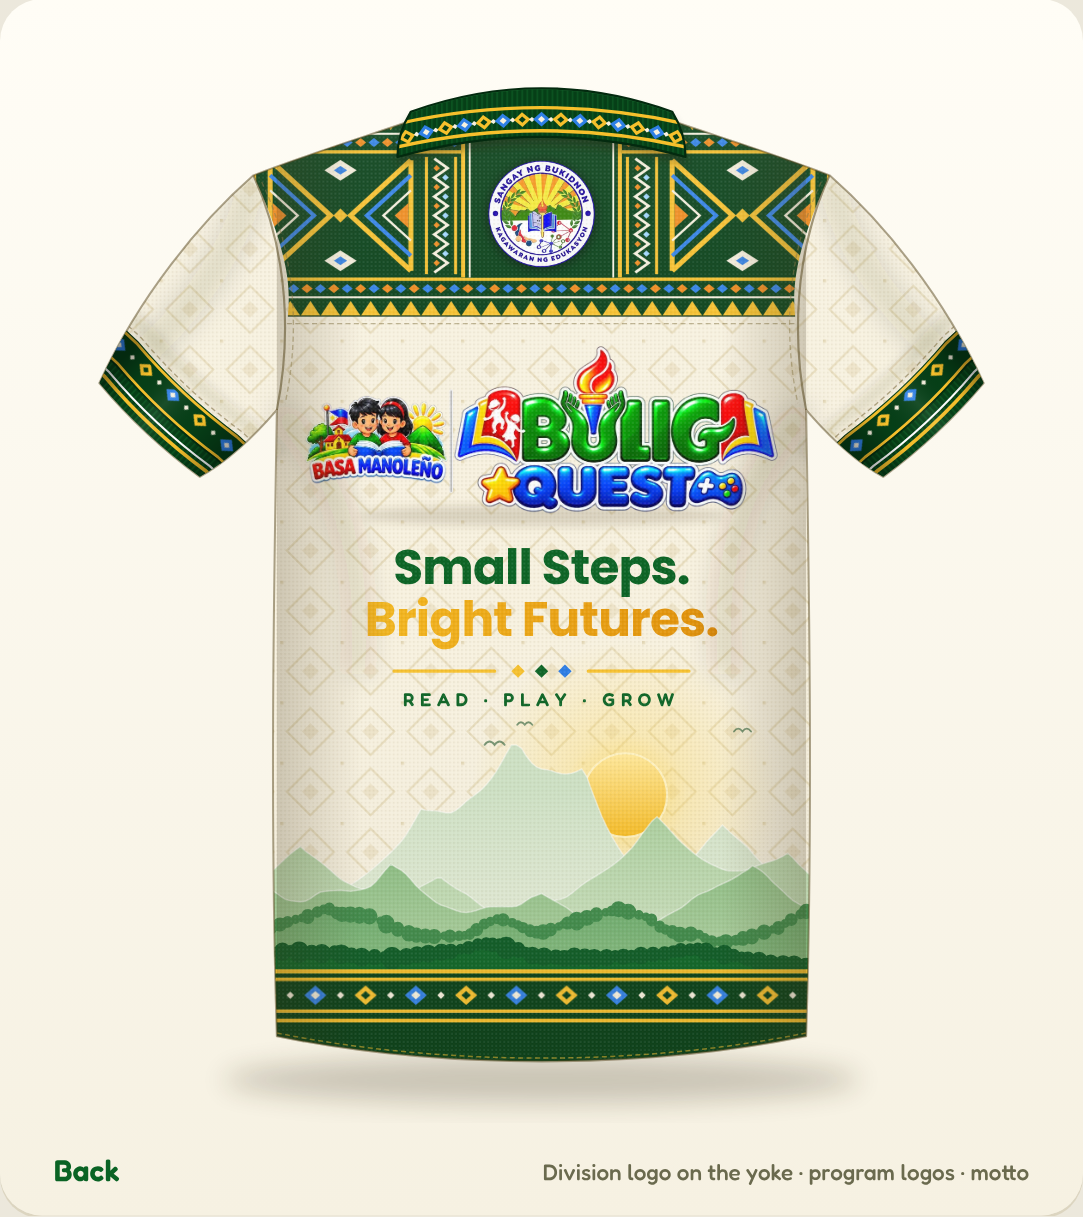 SANGAY NG BUKIDNON
KAGAWARAN NG EDUKASYON
BASA MANOLEÑO
BULIG
QUEST
Small Steps.
Bright Futures.
READ · PLAY · GROW
Back
Division logo on the yoke · program logos · motto